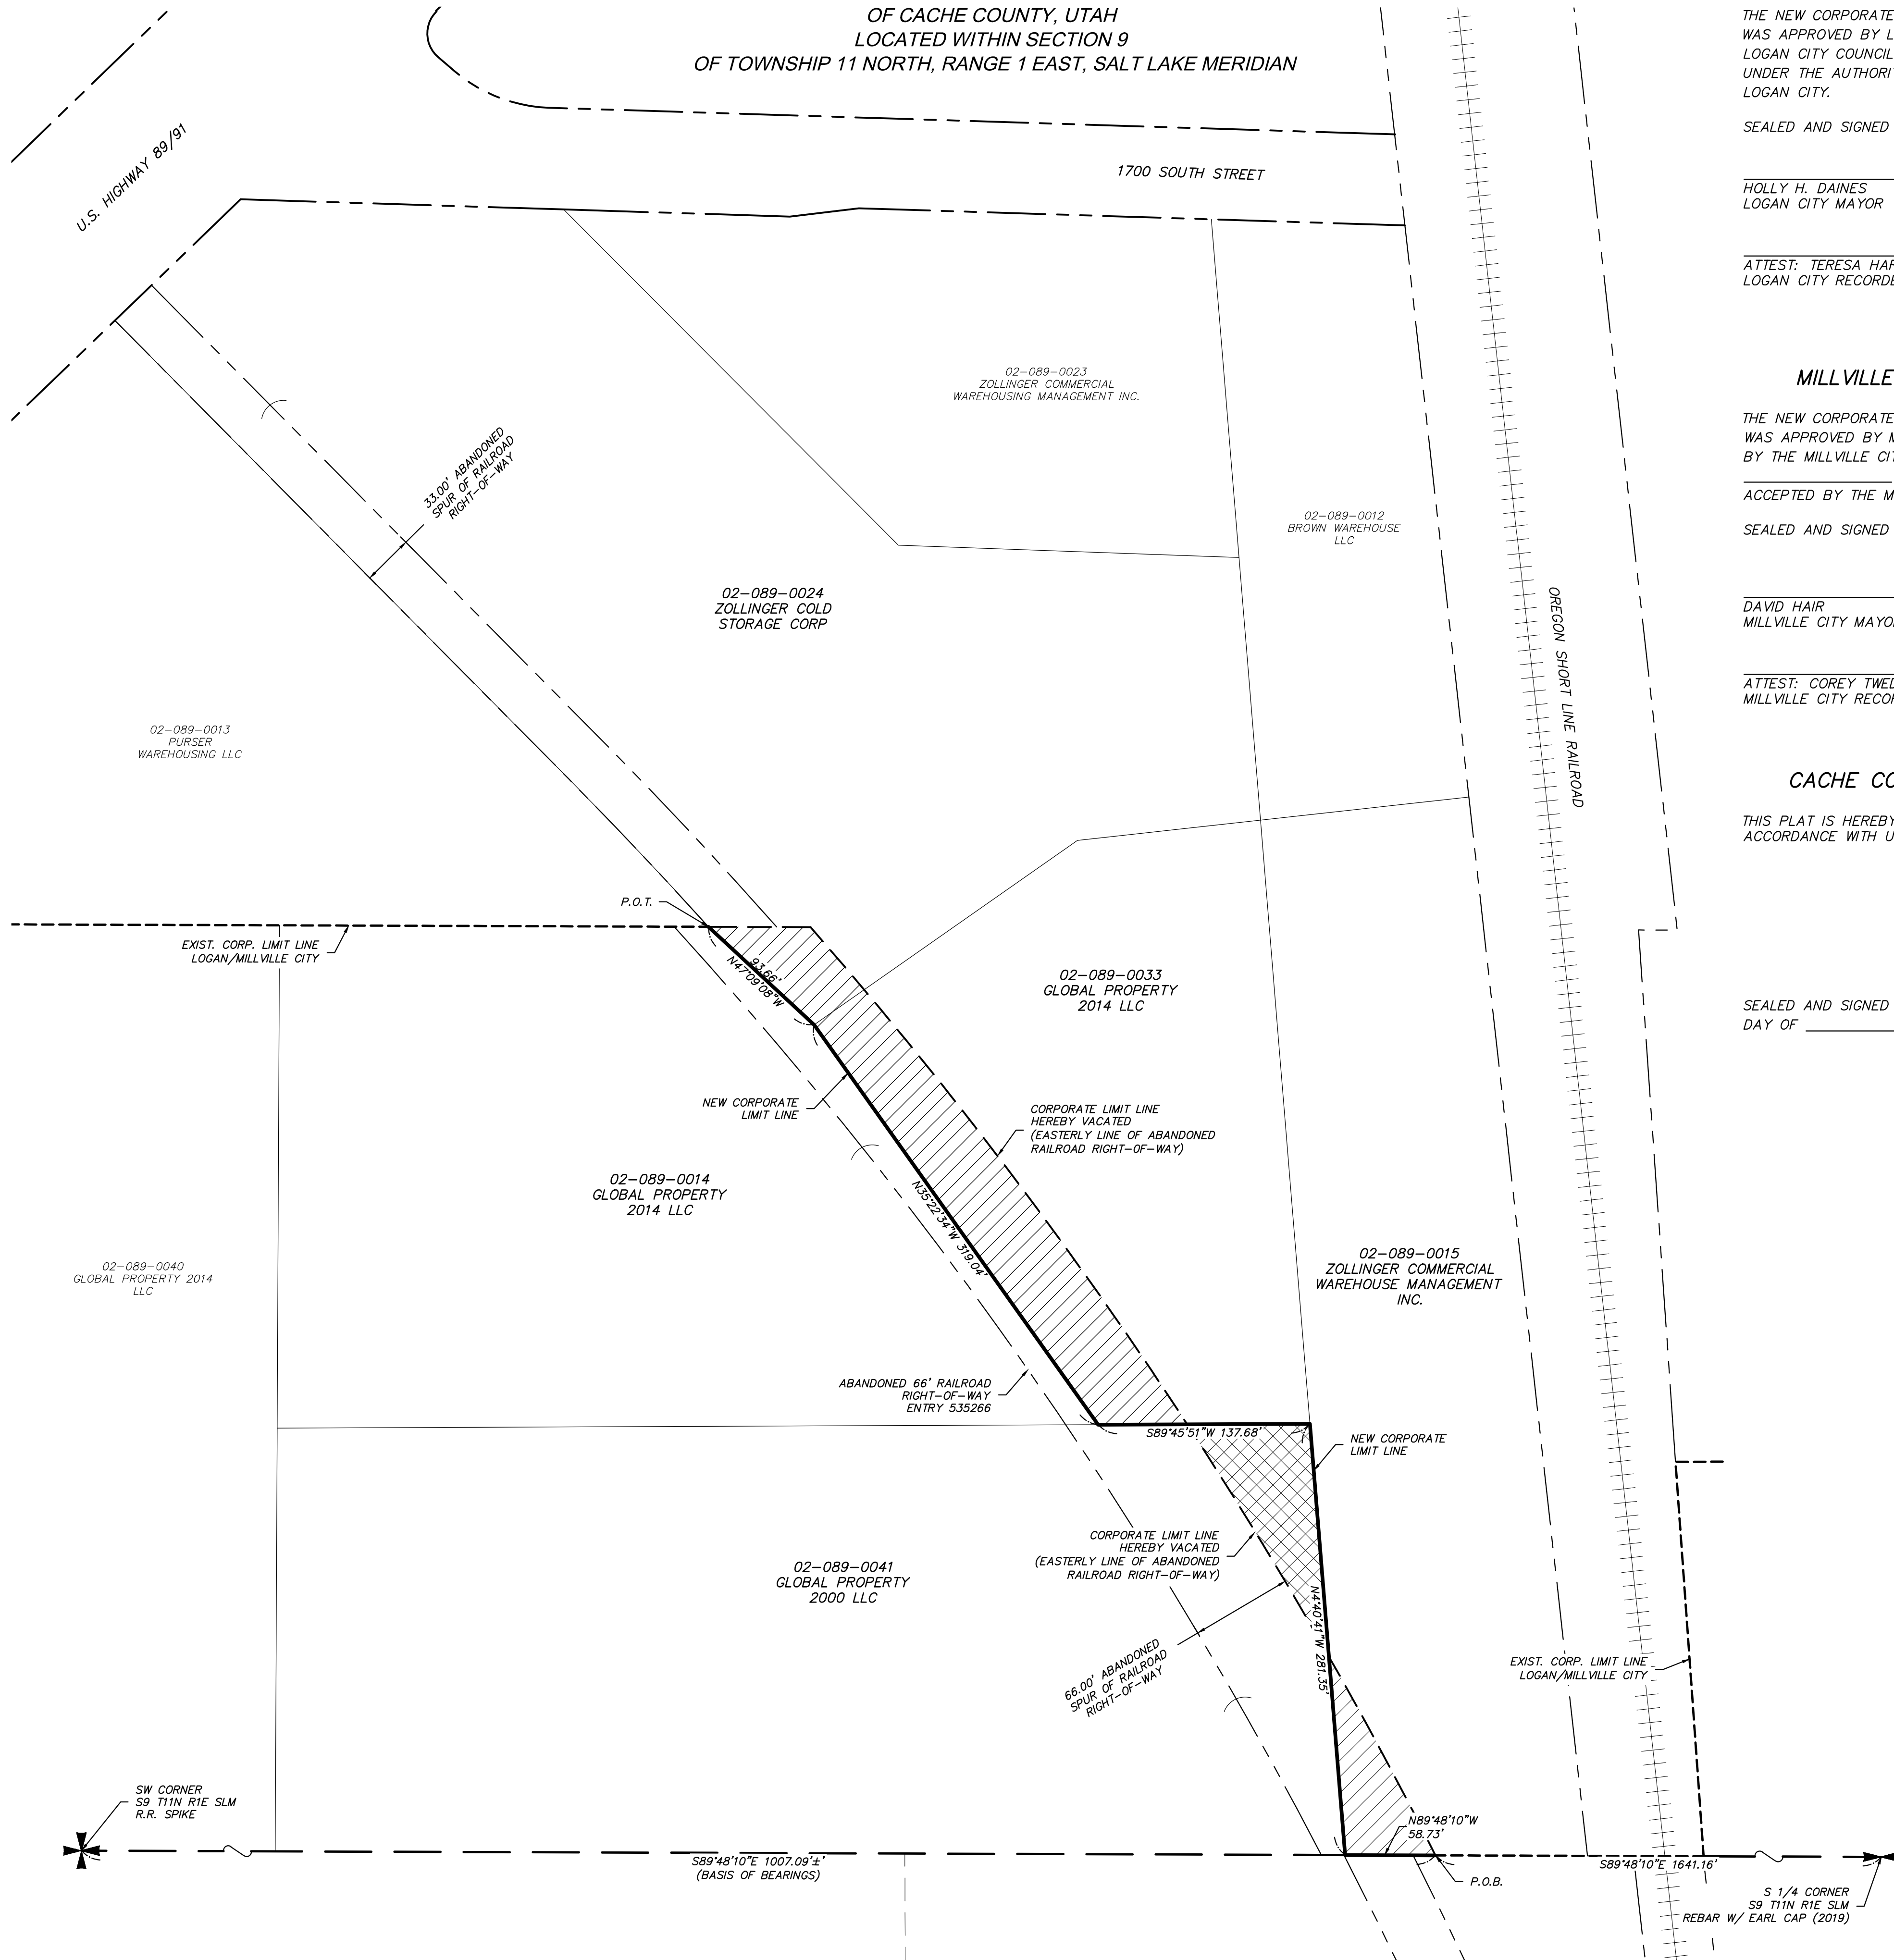 OF CACHE COUNTY, UTAH
LOCATED WITHIN SECTION 9
OF TOWNSHIP 11 NORTH, RANGE 1 EAST, SALT LAKE MERIDIAN
U.S. HIGHWAY 89/91
1700 SOUTH STREET
02-089-0023
ZOLLINGER COMMERCIAL
WAREHOUSING MANAGEMENT INC.
33.00' ABANDONED
SPUR OF RAILROAD
RIGHT-OF-WAY
02-089-0012
BROWN WAREHOUSE
LLC
02-089-0024
ZOLLINGER COLD
STORAGE CORP
OREGON SHORT LINE RAILROAD
02-089-0013
PURSER
WAREHOUSING LLC
P.O.T.
EXIST. CORP. LIMIT LINE
LOGAN/MILLVILLE CITY
93.66'
N47°09'08"W
02-089-0033
GLOBAL PROPERTY
2014 LLC
NEW CORPORATE
LIMIT LINE
CORPORATE LIMIT LINE
HEREBY VACATED
(EASTERLY LINE OF ABANDONED
RAILROAD RIGHT-OF-WAY)
02-089-0014
GLOBAL PROPERTY
2014 LLC
N35°22'34"W 319.04'
02-089-0040
GLOBAL PROPERTY 2014
LLC
02-089-0015
ZOLLINGER COMMERCIAL
WAREHOUSE MANAGEMENT
INC.
ABANDONED 66' RAILROAD
RIGHT-OF-WAY
ENTRY 535266
S89°45'51"W 137.68'
NEW CORPORATE
LIMIT LINE
CORPORATE LIMIT LINE
HEREBY VACATED
(EASTERLY LINE OF ABANDONED
RAILROAD RIGHT-OF-WAY)
02-089-0041
GLOBAL PROPERTY
2000 LLC
N4°40'41"W 281.35'
66.00' ABANDONED
SPUR OF RAILROAD
RIGHT-OF-WAY
EXIST. CORP. LIMIT LINE
LOGAN/MILLVILLE CITY
SW CORNER
S9 T11N R1E SLM
R.R. SPIKE
N89°48'10"W
58.73'
S89°48'10"E 1007.09'±'
(BASIS OF BEARINGS)
S89°48'10"E 1641.16'
P.O.B.
S 1/4 CORNER
S9 T11N R1E SLM
REBAR W/ EARL CAP (2019)
THE NEW CORPORATE
WAS APPROVED BY L
LOGAN CITY COUNCIL
UNDER THE AUTHORI
LOGAN CITY.
SEALED AND SIGNED
HOLLY H. DAINES
LOGAN CITY MAYOR
ATTEST: TERESA HAR
LOGAN CITY RECORDE
MILLVILLE
THE NEW CORPORATE
WAS APPROVED BY M
BY THE MILLVILLE CI
ACCEPTED BY THE M
SEALED AND SIGNED
DAVID HAIR
MILLVILLE CITY MAYO
ATTEST: COREY TWED
MILLVILLE CITY RECOR
CACHE CO
THIS PLAT IS HEREBY
ACCORDANCE WITH U
SEALED AND SIGNED
DAY OF